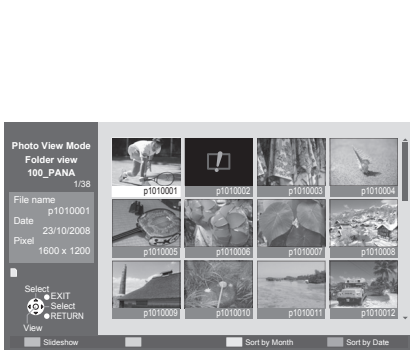 Photo View Mode
Folder view
100_PANA
1/38
File name
p1010001
Date
23/10/2008
Pixel
1600 x 1200
Select
EXIT
Select
RETURN
View
p1010001 p1010002 p1010003 p1010004
p1010005 p1010006 p1010007 p1010008
p1010009 p1010010 p1010011 p1010012
Slideshow Sort by Month Sort by Date